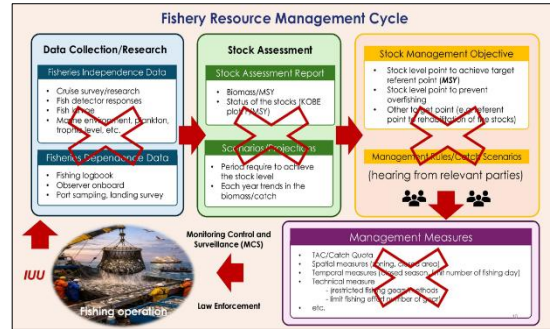 Fishery Resource Management Cycle
Data Collection/Research
Fisheries Independence Data
• Cruise survey/research
• Fish detector responses
• Fish
• Marine environment, plankton,
trophic level, etc.
Fisheries Dependence Data
• Fishing logbook
• Observer onboard
• Port sampling, landing survey
Stock Assessment
Stock Assessment Report
• Biomass/MSY
• Status of the stocks (KOBE
plot/MSY)
Scenarios/Projections
• Period require to achieve
the stock level
• Each year trends in the
biomass/catch
Stock Management Objective
• Stock level point to achieve target
referent point (MSY)
• Stock level point to prevent
overfishing
• Other target point (e.g. referent
point to rehabilitation of the stocks)
Management Rules/Catch Scenarios
(hearing from relevant parties)
Management Measures
• TAC/Catch Quota
• Spatial measures (zoning, closed area)
• Temporal measures (closed season, limit number of fishing day)
• Technical measure
- (restricted fishing gear, methods
- limit fishing effort number of gear)
• etc.
Monitoring Control and
Surveillance (MCS)
Law Enforcement
IUU
Fishing operation